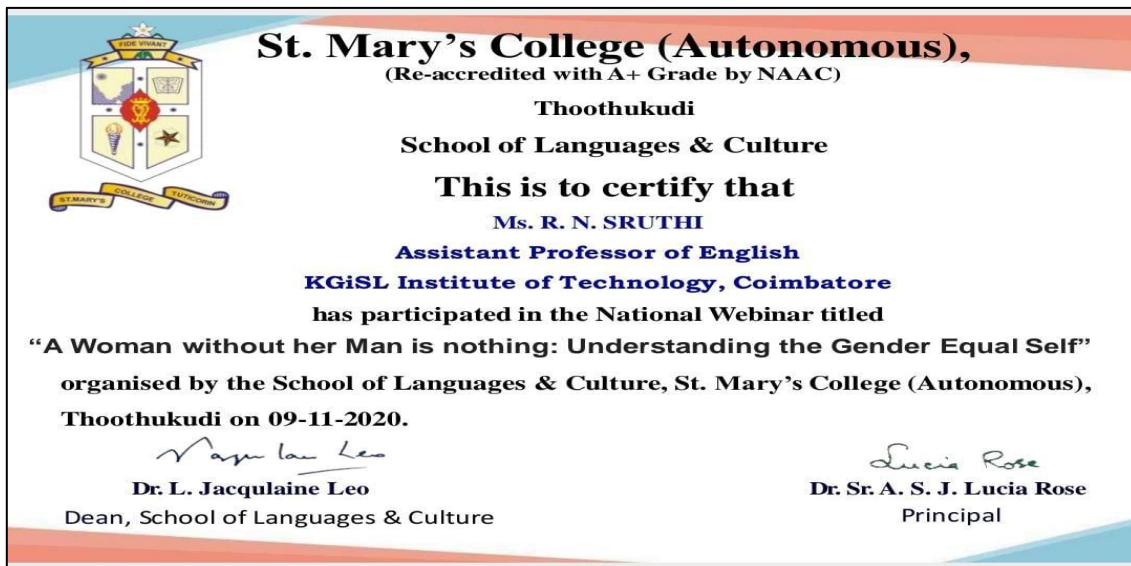 FIDE VIVANT
ST.MARY'S COLLEGE TUTICORIN
St. Mary's College (Autonomous),
(Re-accredited with A+ Grade by NAAC)
Thoothukudi
School of Languages & Culture
This is to certify that
Ms. R. N. SRUTHI
Assistant Professor of English
KGiSL Institute of Technology, Coimbatore
has participated in the National Webinar titled
“A Woman without her Man is nothing: Understanding the Gender Equal Self”
organised by the School of Languages & Culture, St. Mary's College (Autonomous),
Thoothukudi on 09-11-2020.
Lucia Rose
Dr. L. Jacqulaine Leo
Dean, School of Languages & Culture
Dr. Sr. A. S. J. Lucia Rose
Principal